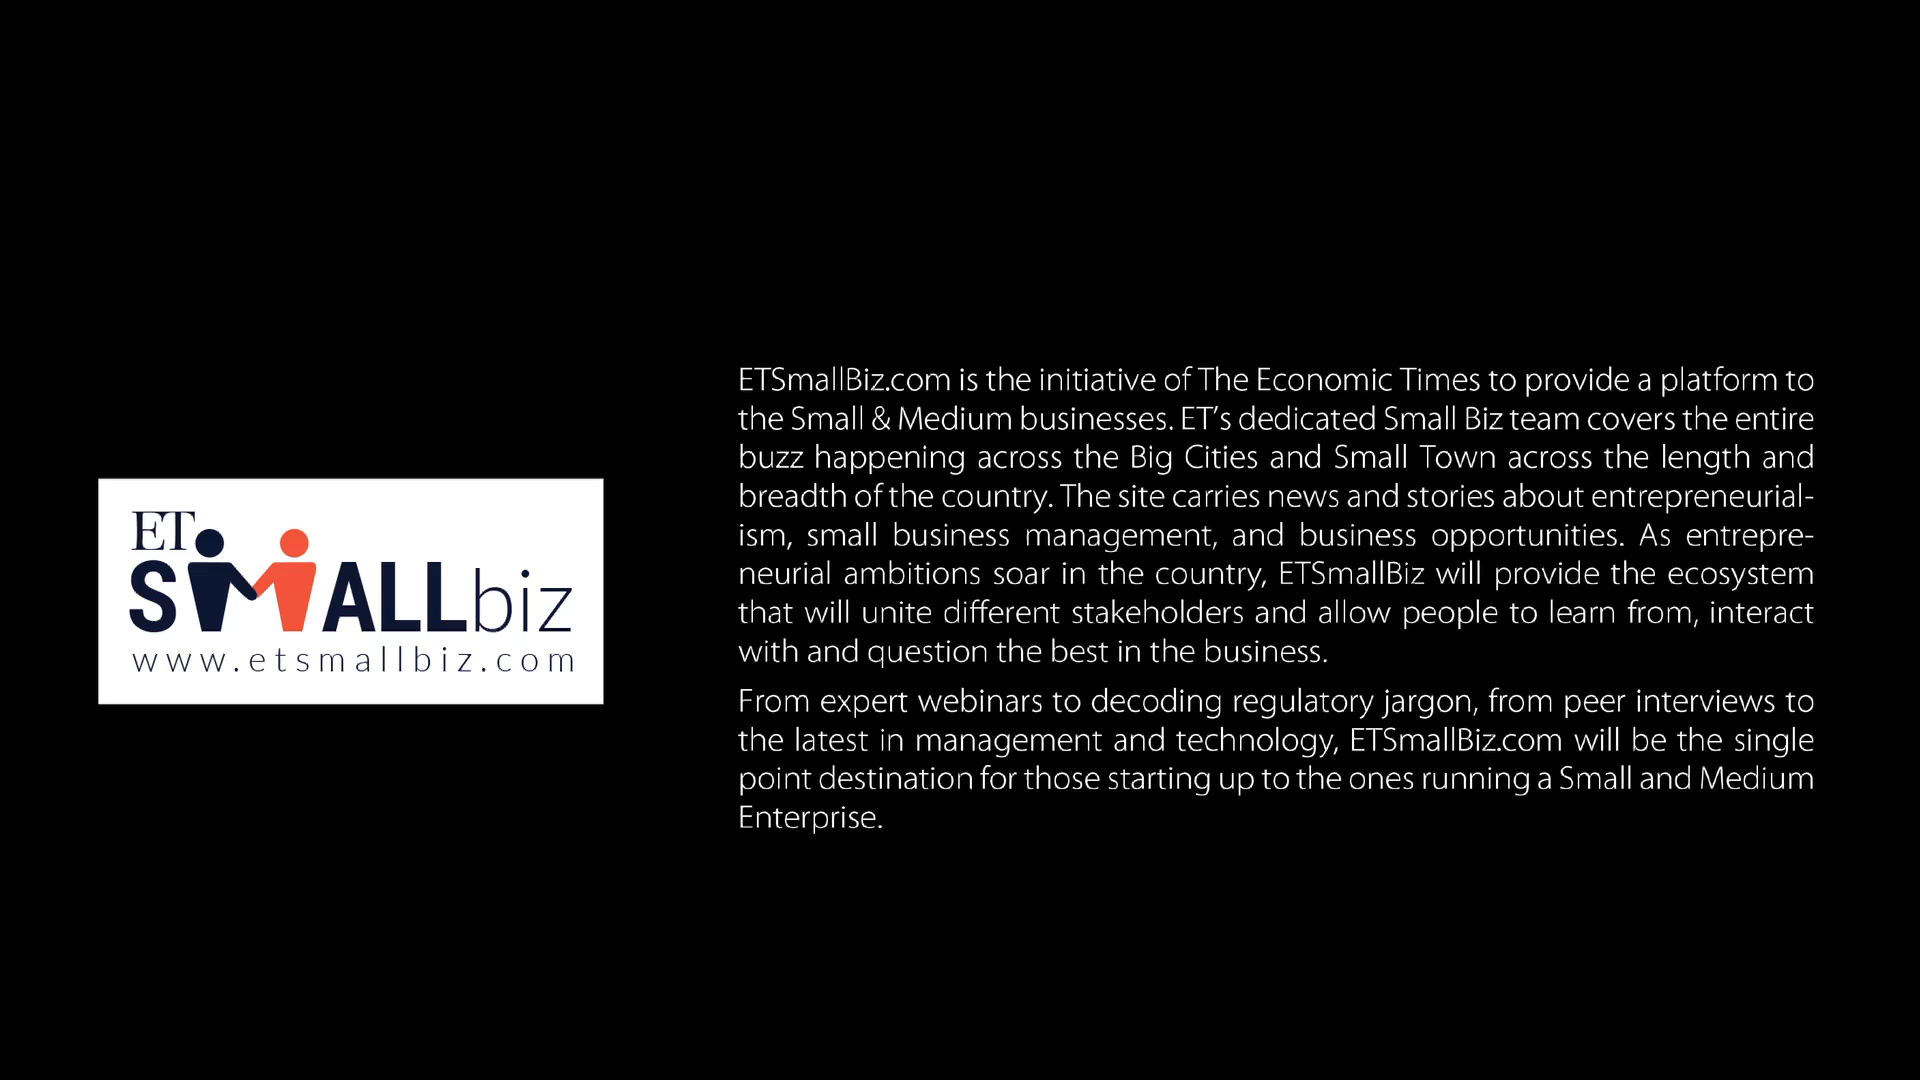 ET
SMALLbiz
www.etsmallbiz.com
ETSmallBiz.com is the initiative of The Economic Times to provide a platform to
the Small & Medium businesses. ET’s dedicated Small Biz team covers the entire
buzz happening across the Big Cities and Small Town across the length and
breadth of the country. The site carries news and stories about entrepreneurial-
ism, small business management, and business opportunities. As entrepre-
neurial ambitions soar in the country, ETSmallBiz will provide the ecosystem
that will unite different stakeholders and allow people to learn from, interact
with and question the best in the business.
From expert webinars to decoding regulatory jargon, from peer interviews to
the latest in management and technology, ETSmallBiz.com will be the single
point destination for those starting up to the ones running a Small and Medium
Enterprise.